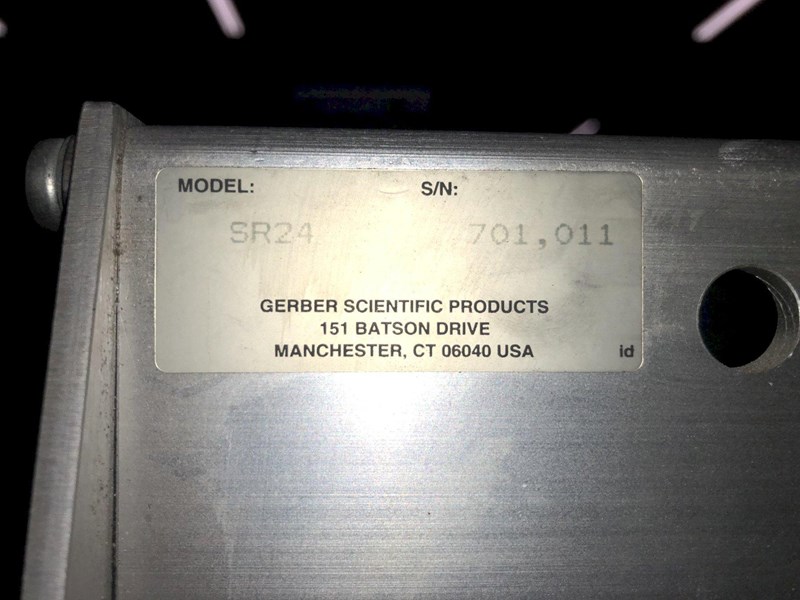 MODEL: S/N:
SR24 701,011
GERBER SCIENTIFIC PRODUCTS
151 BATSON DRIVE
MANCHESTER, CT 06040 USA id